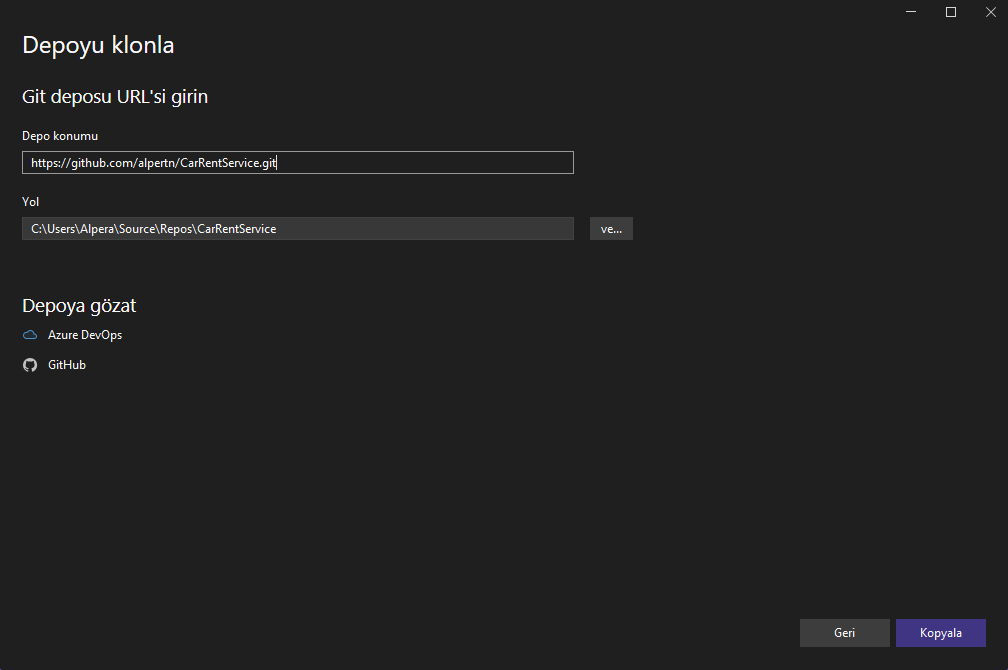 Depoyu klonla
Git deposu URL'si girin
Depo konumu
https://github.com/alpertn/CarRentService.git
Yol
C:\Users\Alpera\Source\Repos\CarRentService
ve...
Depoya gözat
Azure DevOps
GitHub
Geri
Kopyala